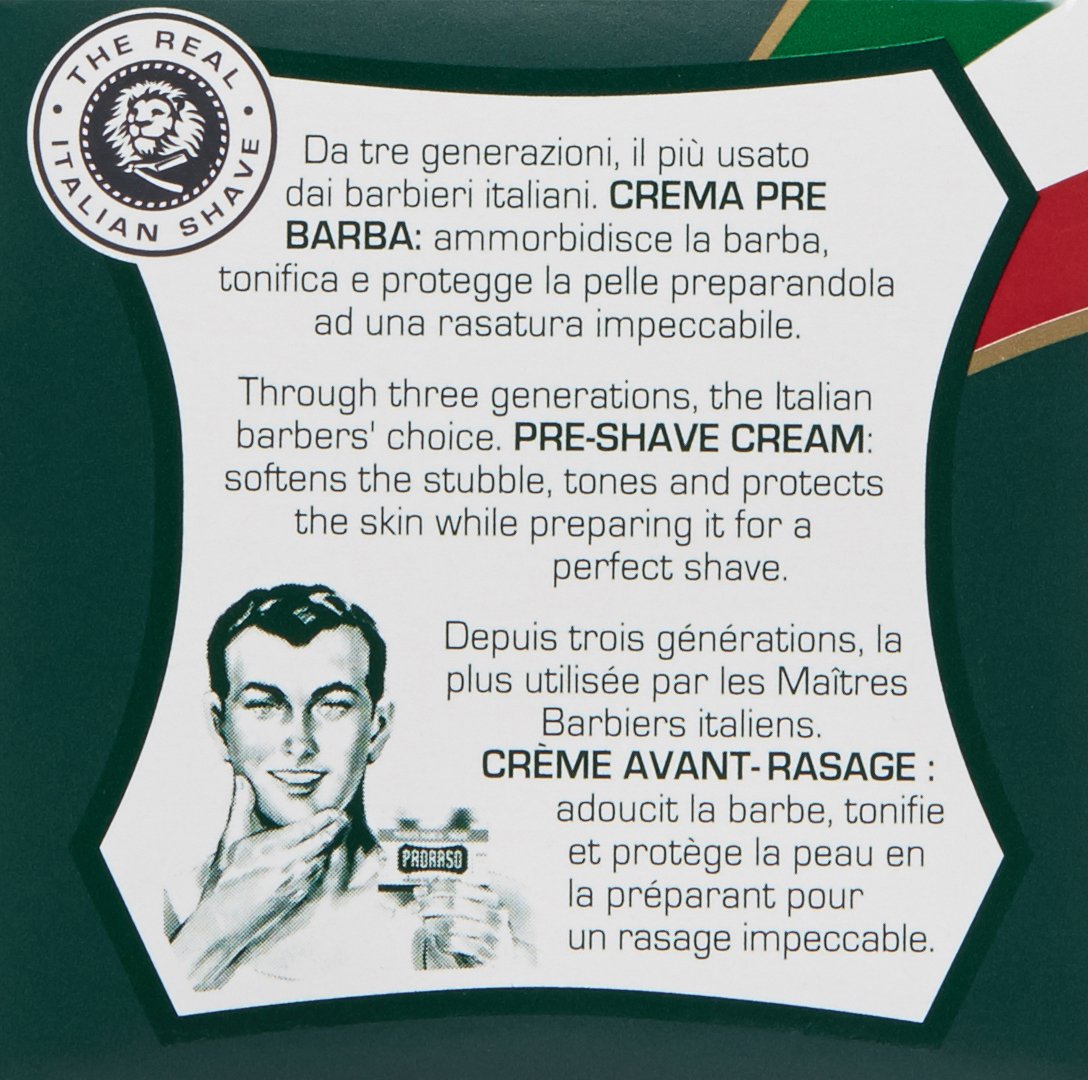 THE REAL
ITALIAN SHAVE
Da tre generazioni, il più usato
dai barbieri italiani. CREMA PRE
BARBA: ammorbidisce la barba,
tonifica e protegge la pelle preparandola
ad una rasatura impeccabile.
Through three generations, the Italian
barbers' choice. PRE-SHAVE CREAM:
softens the stubble, tones and protects
the skin while preparing it for a
perfect shave.
Depuis trois générations, la
plus utilisée par les Maîtres
Barbiers italiens.
CRÈME AVANT-RASAGE :
adoucit la barbe, tonifie
et protège la peau en
la préparant pour
un rasage impeccable.
PRORASO